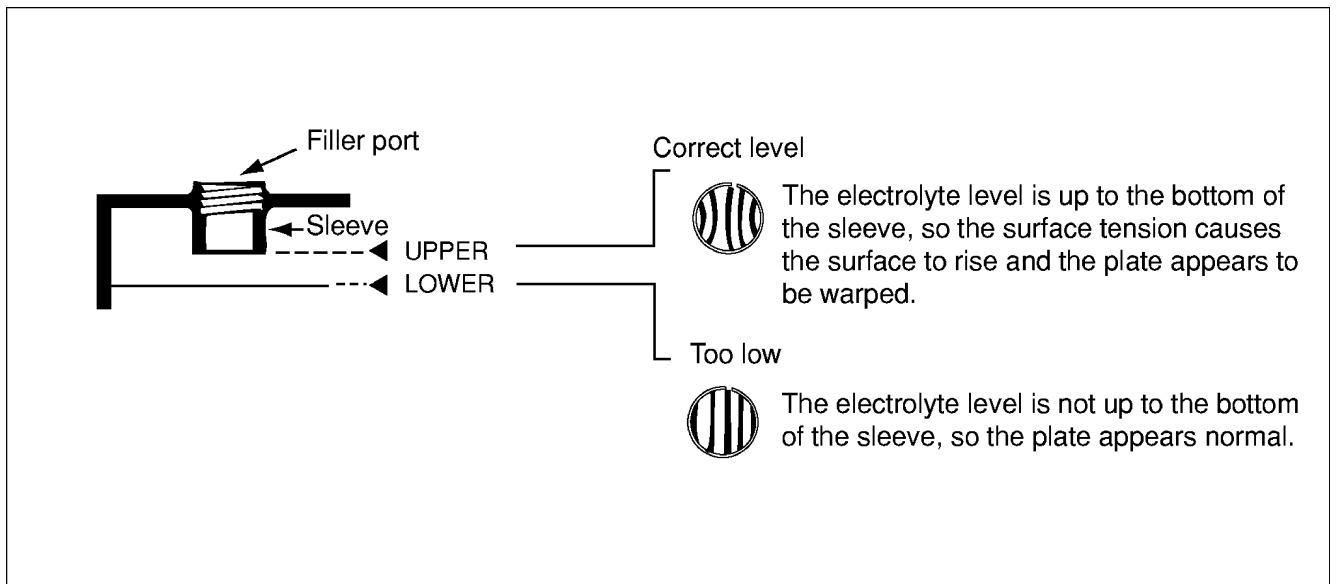 Filler port
Sleeve
UPPER
LOWER
Correct level
The electrolyte level is up to the bottom of
the sleeve, so the surface tension causes
the surface to rise and the plate appears to
be warped.
Too low
The electrolyte level is not up to the bottom
of the sleeve, so the plate appears normal.